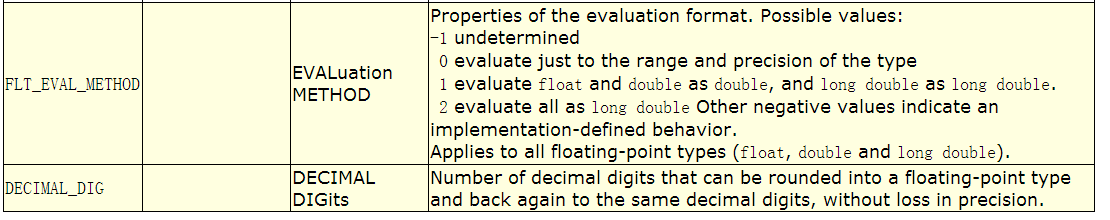 FLT_EVAL_METHOD
EVALuation
METHOD
Properties of the evaluation format. Possible values:
-1 undetermined
0 evaluate just to the range and precision of the type
1 evaluate float and double as double, and long double as long double.
2 evaluate all as long double Other negative values indicate an
implementation-defined behavior.
Applies to all floating-point types (float, double and long double).
DECIMAL_DIG
DECIMAL
DIGits
Number of decimal digits that can be rounded into a floating-point type
and back again to the same decimal digits, without loss in precision.